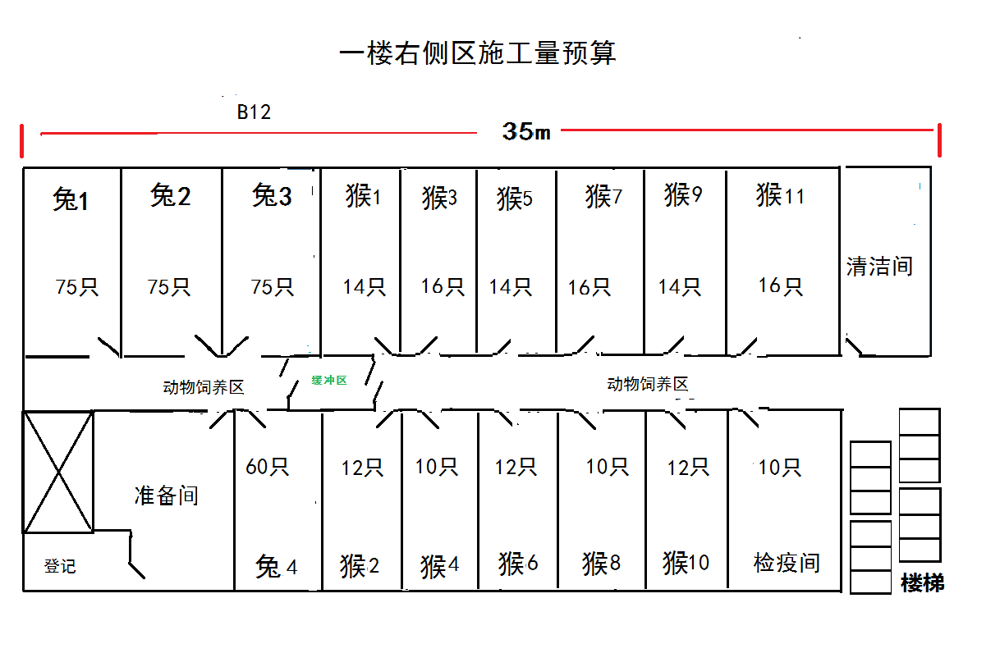 一楼右侧区施工量预算
B12
35m
兔1 兔2 兔3 猴1 猴3 猴5 猴7 猴9 猴11
清洁间
75只 75只 75只 14只 16只 14只 16只 14只 16只
动物饲养区 缓冲区 动物饲养区
60只 12只 10只 12只 10只 12只 10只
准备间
登记 兔4 猴2 猴4 猴6 猴8 猴10 检疫间
楼梯